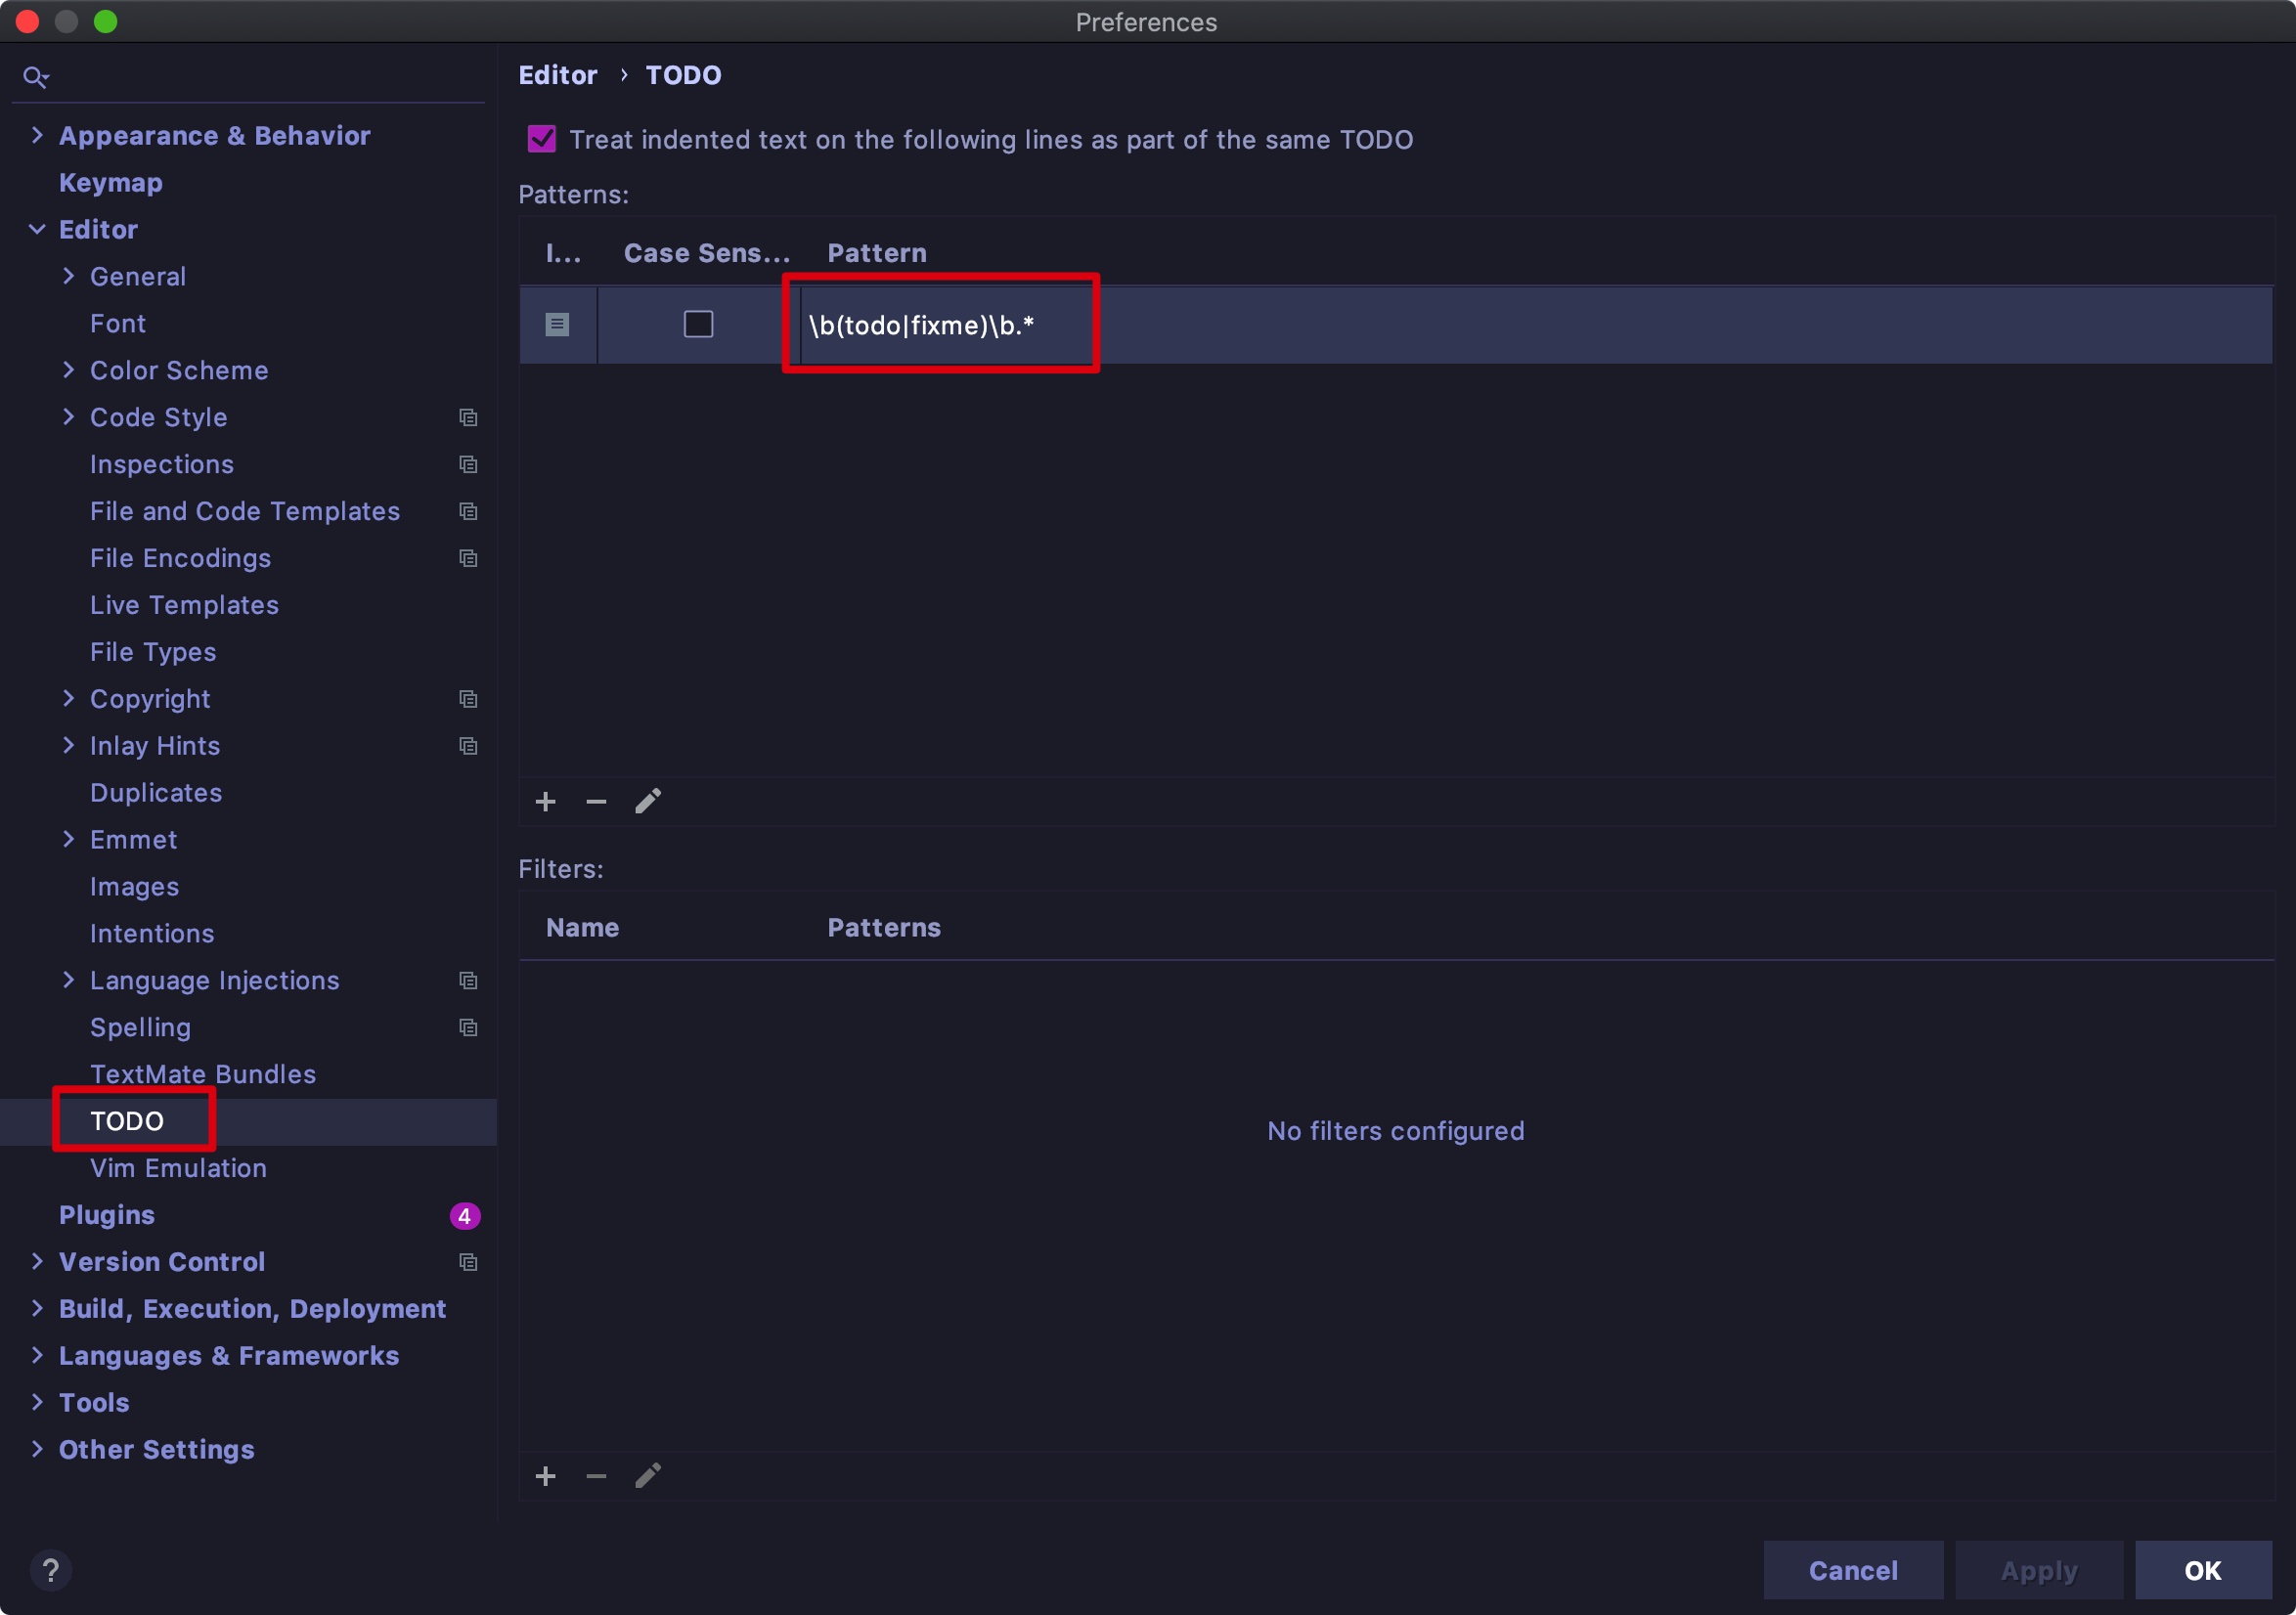 Preferences
Appearance & Behavior
Keymap
Editor
General
Font
Color Scheme
Code Style
Inspections
File and Code Templates
File Encodings
Live Templates
File Types
Copyright
Inlay Hints
Duplicates
Emmet
Images
Intentions
Language Injections
Spelling
TextMate Bundles
TODO
Vim Emulation
Plugins 4
Version Control
Build, Execution, Deployment
Languages & Frameworks
Tools
Other Settings
?
Editor › TODO
Treat indented text on the following lines as part of the same TODO
Patterns:
I... Case Sens... Pattern
\b(todo|fixme)\b.*
Filters:
Name Patterns
No filters configured
Cancel Apply OK